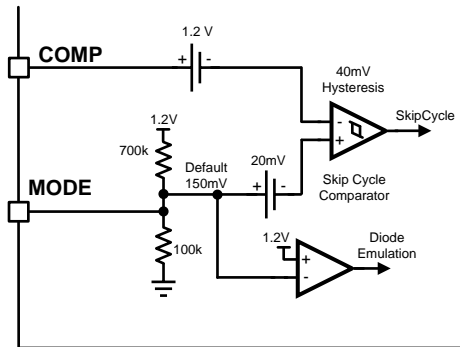 1.2 V
COMP
+ -
40mV
Hysteresis
SkipCycle
-
+
1.2V
700k
Default
150mV
20mV
+ -
Skip Cycle
Comparator
MODE
100k
1.2V
+
-
Diode
Emulation